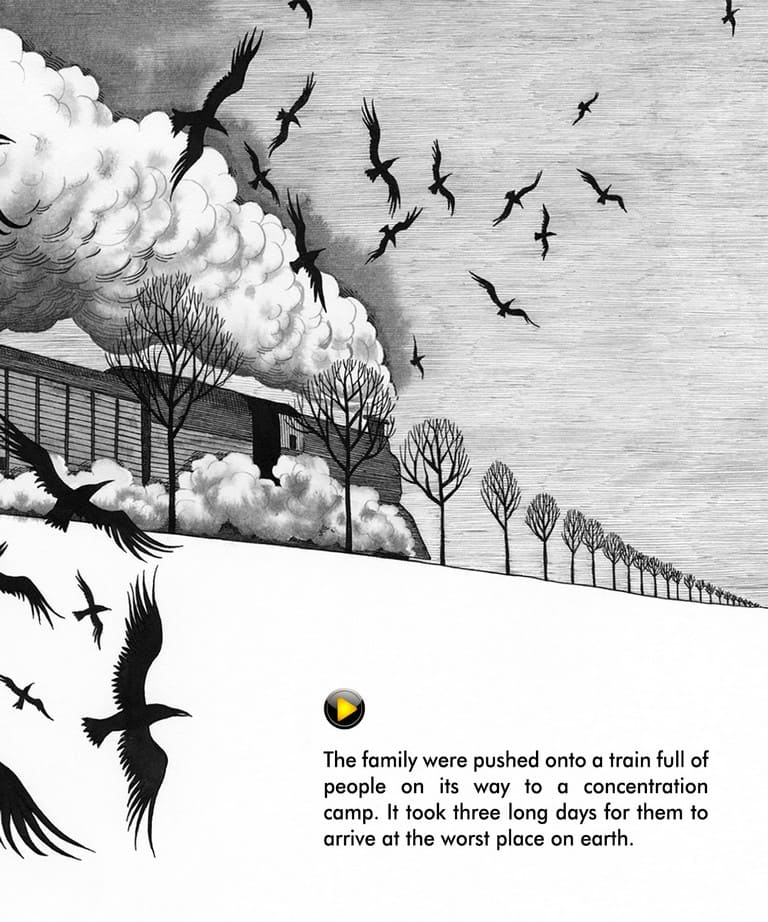 The family were pushed onto a train full of
people on its way to a concentration
camp. It took three long days for them to
arrive at the worst place on earth.